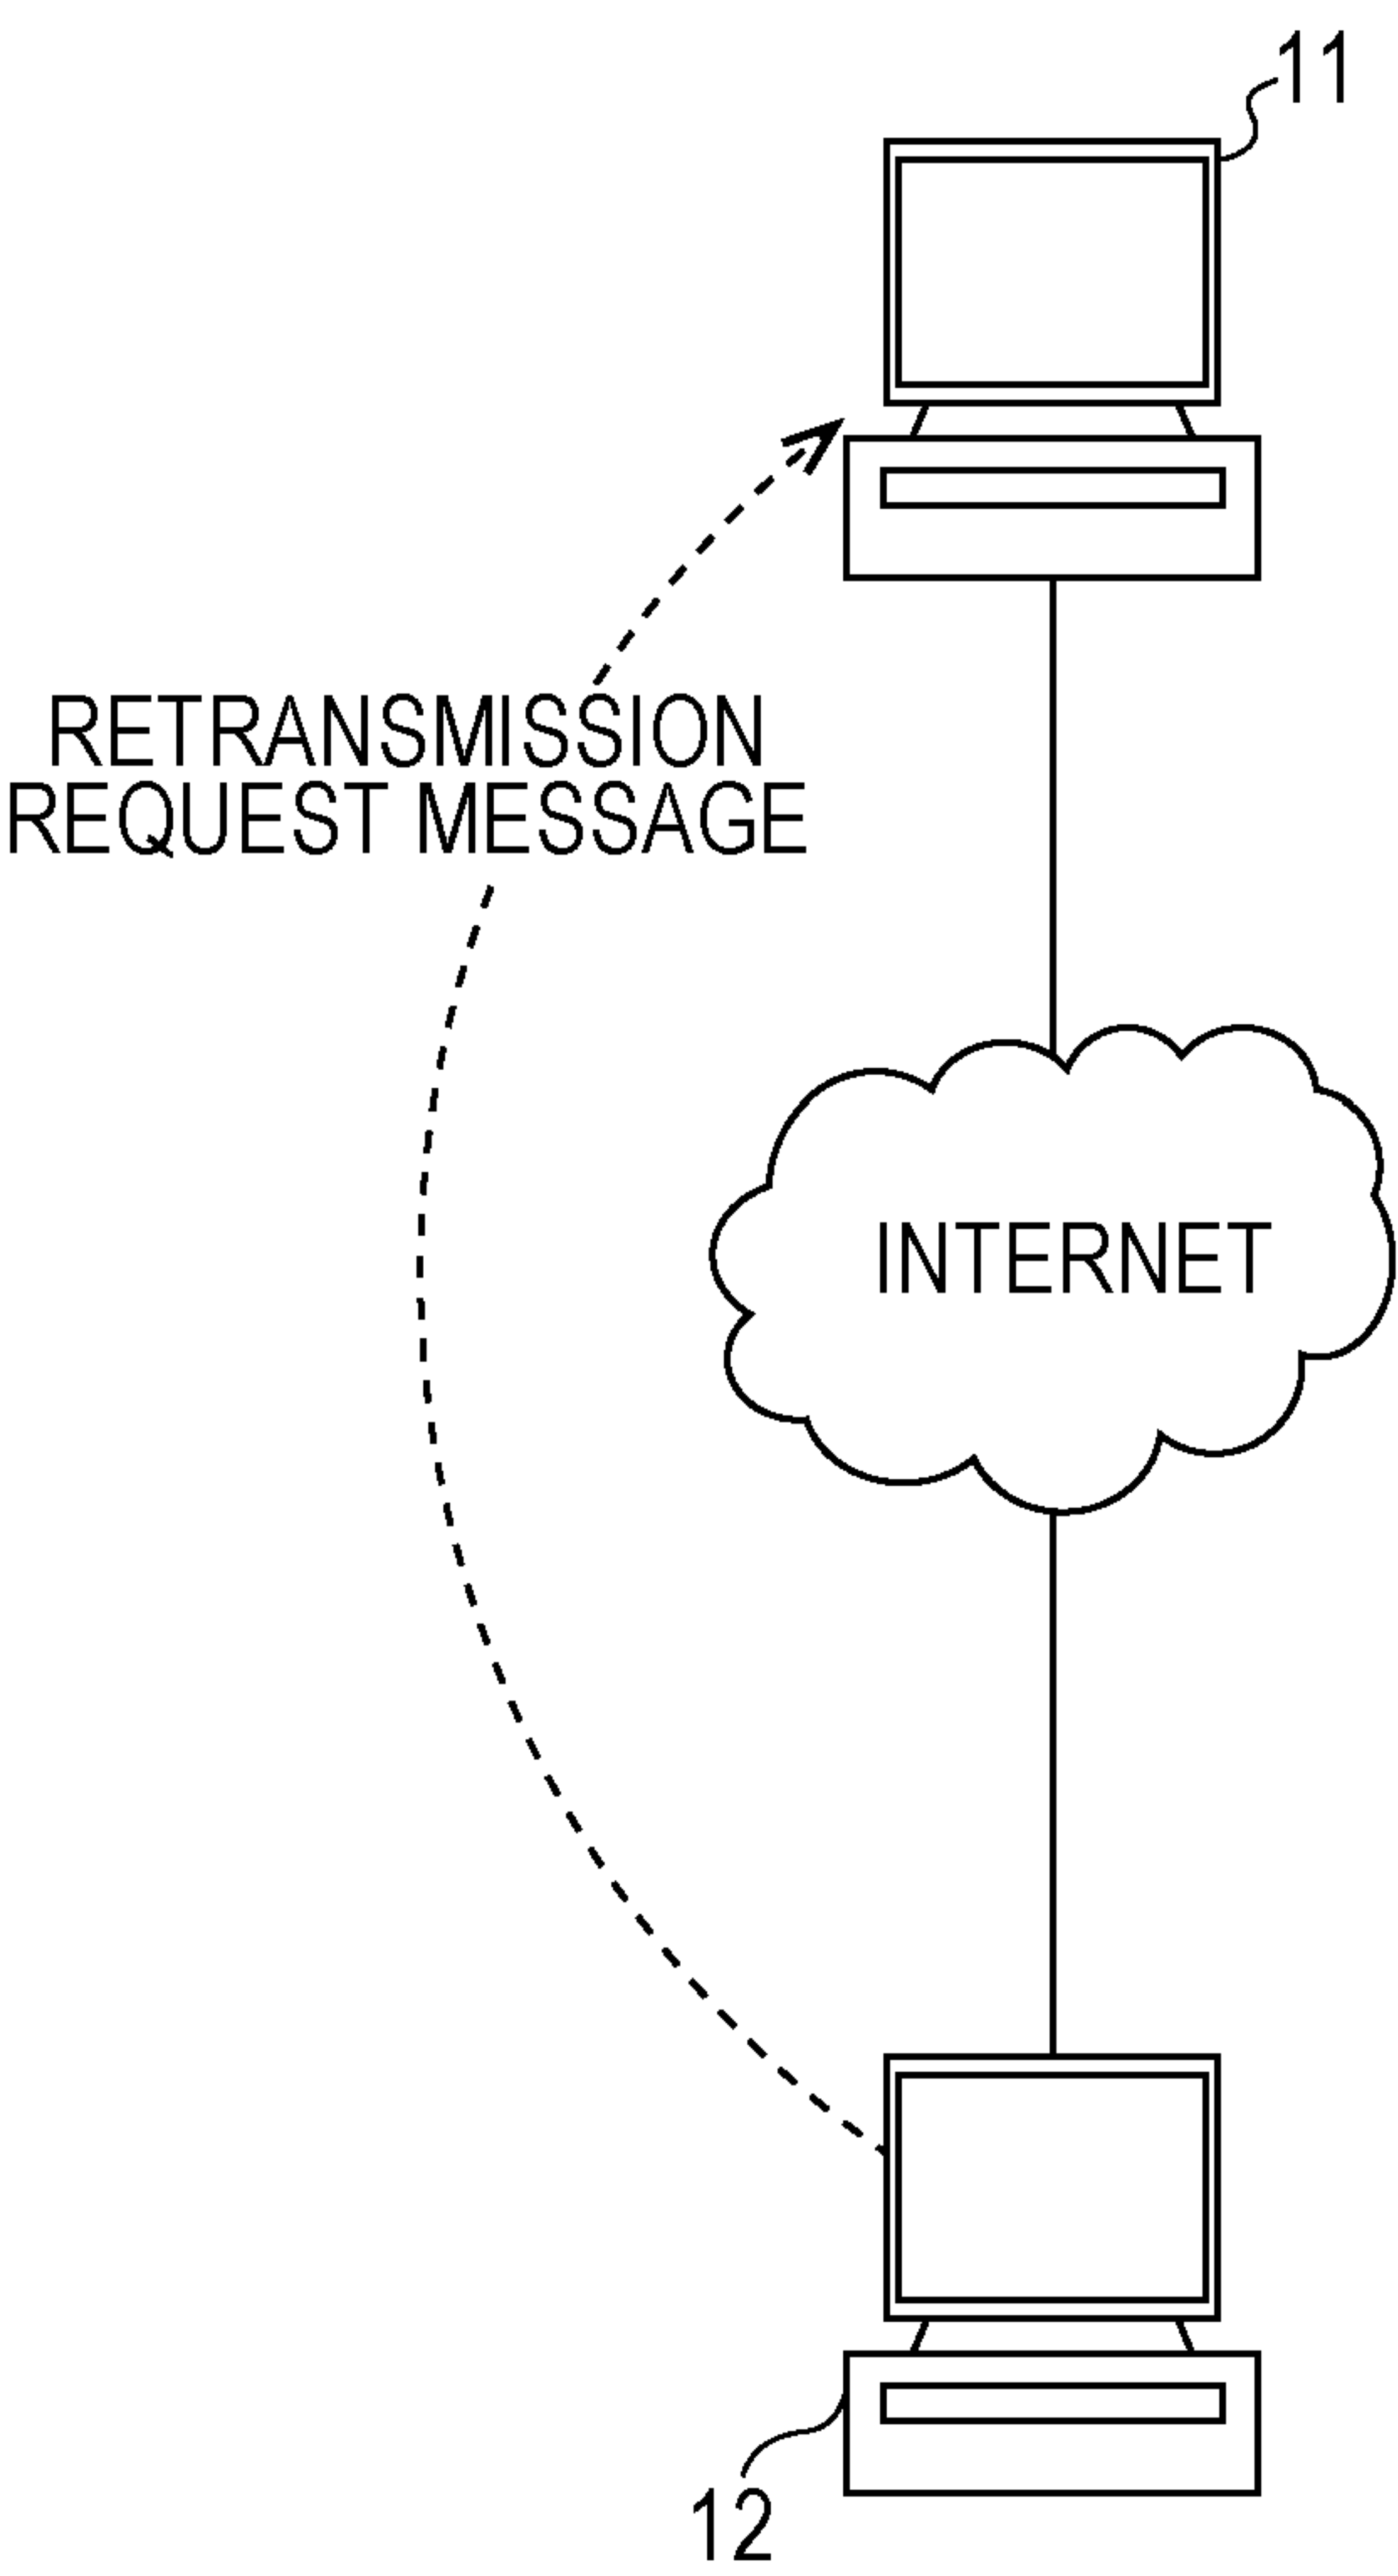 11
RETRANSMISSION
REQUEST MESSAGE
INTERNET
12